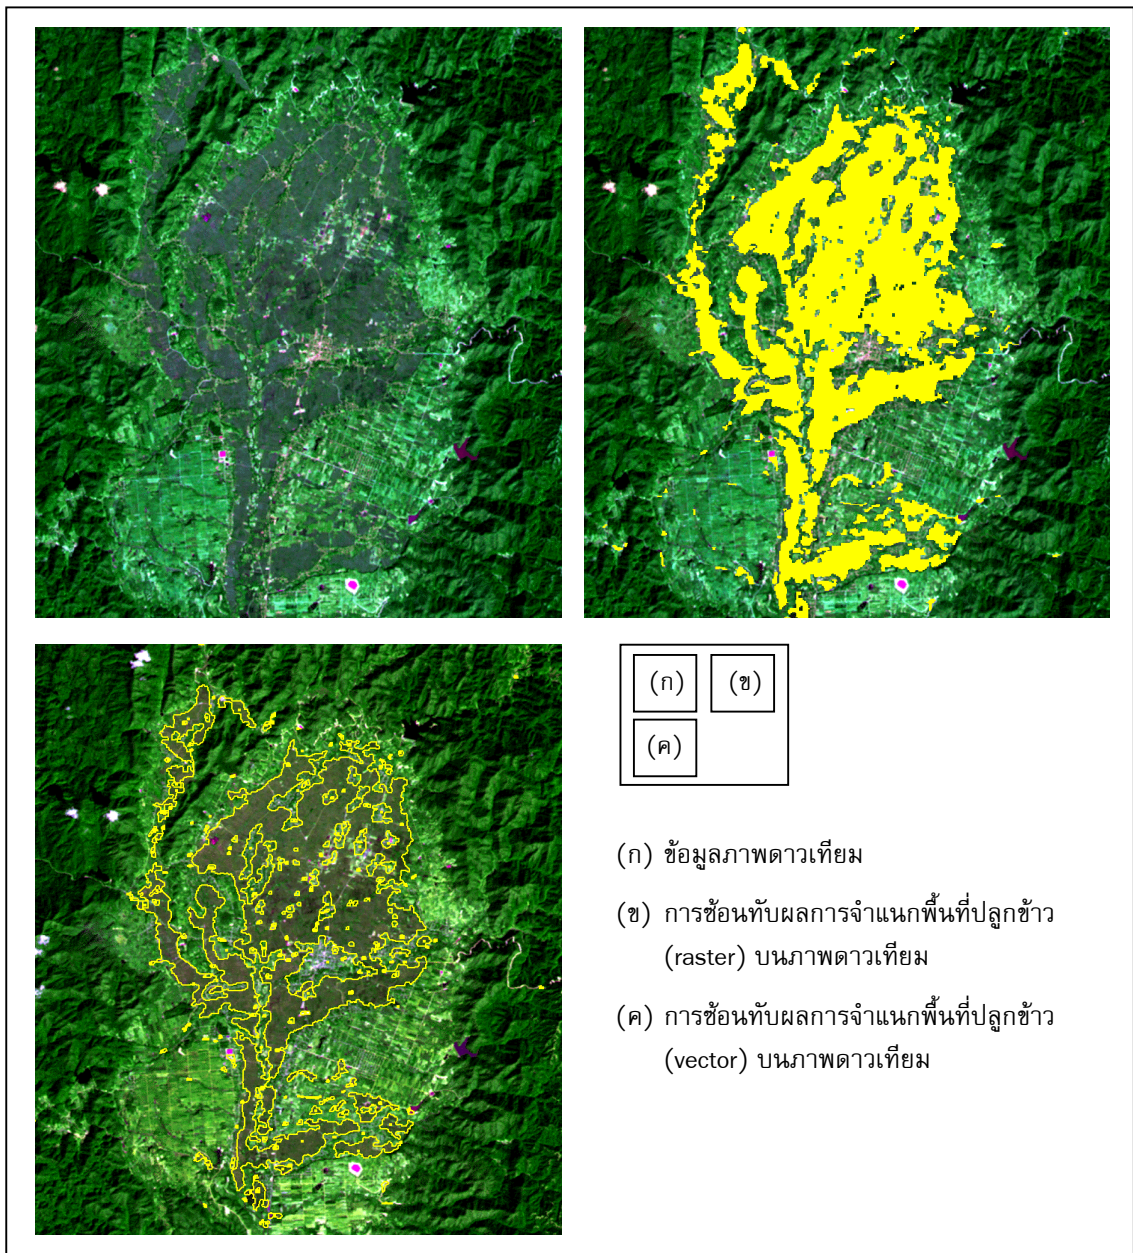 (ก) (ข)
(ค)
(ก) ข้อมูลภาพดาวเทียม
(ข) การซ้อนทับผลการจำแนกพื้นที่ปลูกข้าว
(raster) บนภาพดาวเทียม
(ค) การซ้อนทับผลการจำแนกพื้นที่ปลูกข้าว
(vector) บนภาพดาวเทียม